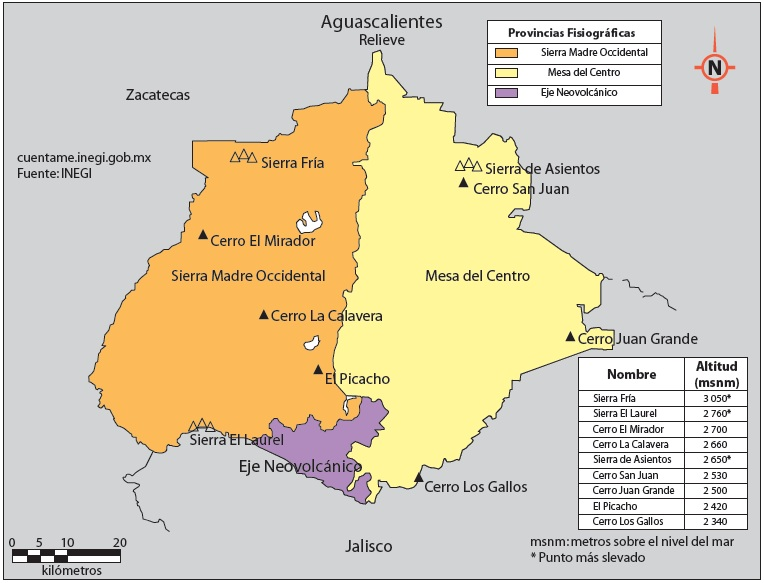 Aguascalientes
Relieve
Provincias Fisiográficas
Sierra Madre Occidental
Mesa del Centro
Eje Neovolcánico
N
Zacatecas
cuentame.inegi.gob.mx
Fuente: INEGI
Sierra Fría
Sierra de Asientos
Cerro San Juan
Cerro El Mirador
Sierra Madre Occidental
Mesa del Centro
Cerro La Calavera
Cerro Juan Grande
El Picacho
Sierra El Laurel
Eje Neovolcánico
Cerro Los Gallos
Jalisco
Nombre Altitud (msnm)
Sierra Fría 3 050*
Sierra El Laurel 2 760*
Cerro El Mirador 2 700
Cerro La Calavera 2 660
Sierra de Asientos 2 650*
Cerro San Juan 2 530
Cerro Juan Grande 2 500
El Picacho 2 420
Cerro Los Gallos 2 340
msnm: metros sobre el nivel del mar
* Punto más slevado
0 5 10 20
kilómetros